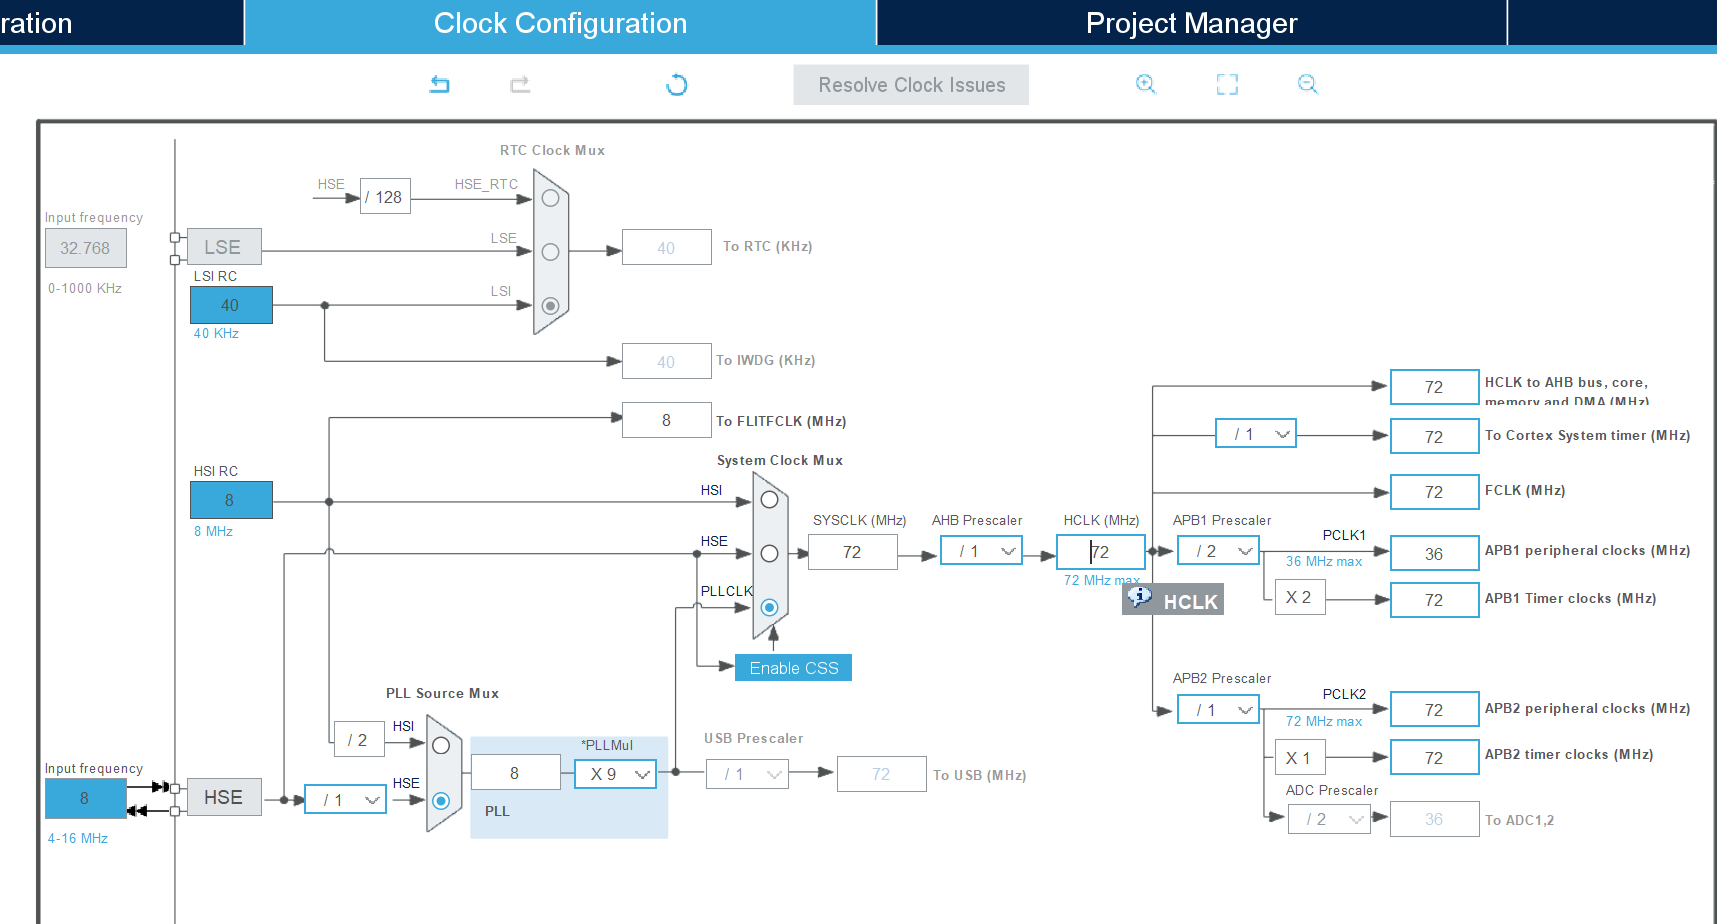 ration
Clock Configuration
Project Manager
Resolve Clock Issues
RTC Clock Mux
HSE
/ 128
HSE_RTC
Input frequency
32.768
0-1000 KHz
LSE
LSE
40
To RTC (KHz)
LSI RC
40
40 KHz
LSI
40
To IWDG (KHz)
8
To FLITFCLK (MHz)
HSI RC
8
8 MHz
System Clock Mux
HSI
HSE
PLLCLK
SYSCLK (MHz)
72
AHB Prescaler
/ 1
HCLK (MHz)
72
72 MHz max
HCLK
Enable CSS
72
HCLK to AHB bus, core,
memory and DMA (MHz)
/ 1
72
To Cortex System timer (MHz)
72
FCLK (MHz)
APB1 Prescaler
/ 2
PCLK1
36 MHz max
36
APB1 peripheral clocks (MHz)
X 2
72
APB1 Timer clocks (MHz)
APB2 Prescaler
/ 1
PCLK2
72 MHz max
72
APB2 peripheral clocks (MHz)
X 1
72
APB2 timer clocks (MHz)
ADC Prescaler
/ 2
36
To ADC1,2
PLL Source Mux
/ 2
HSI
Input frequency
8
4-16 MHz
HSE
/ 1
HSE
8
*PLLMul
X 9
PLL
USB Prescaler
/ 1
72
To USB (MHz)